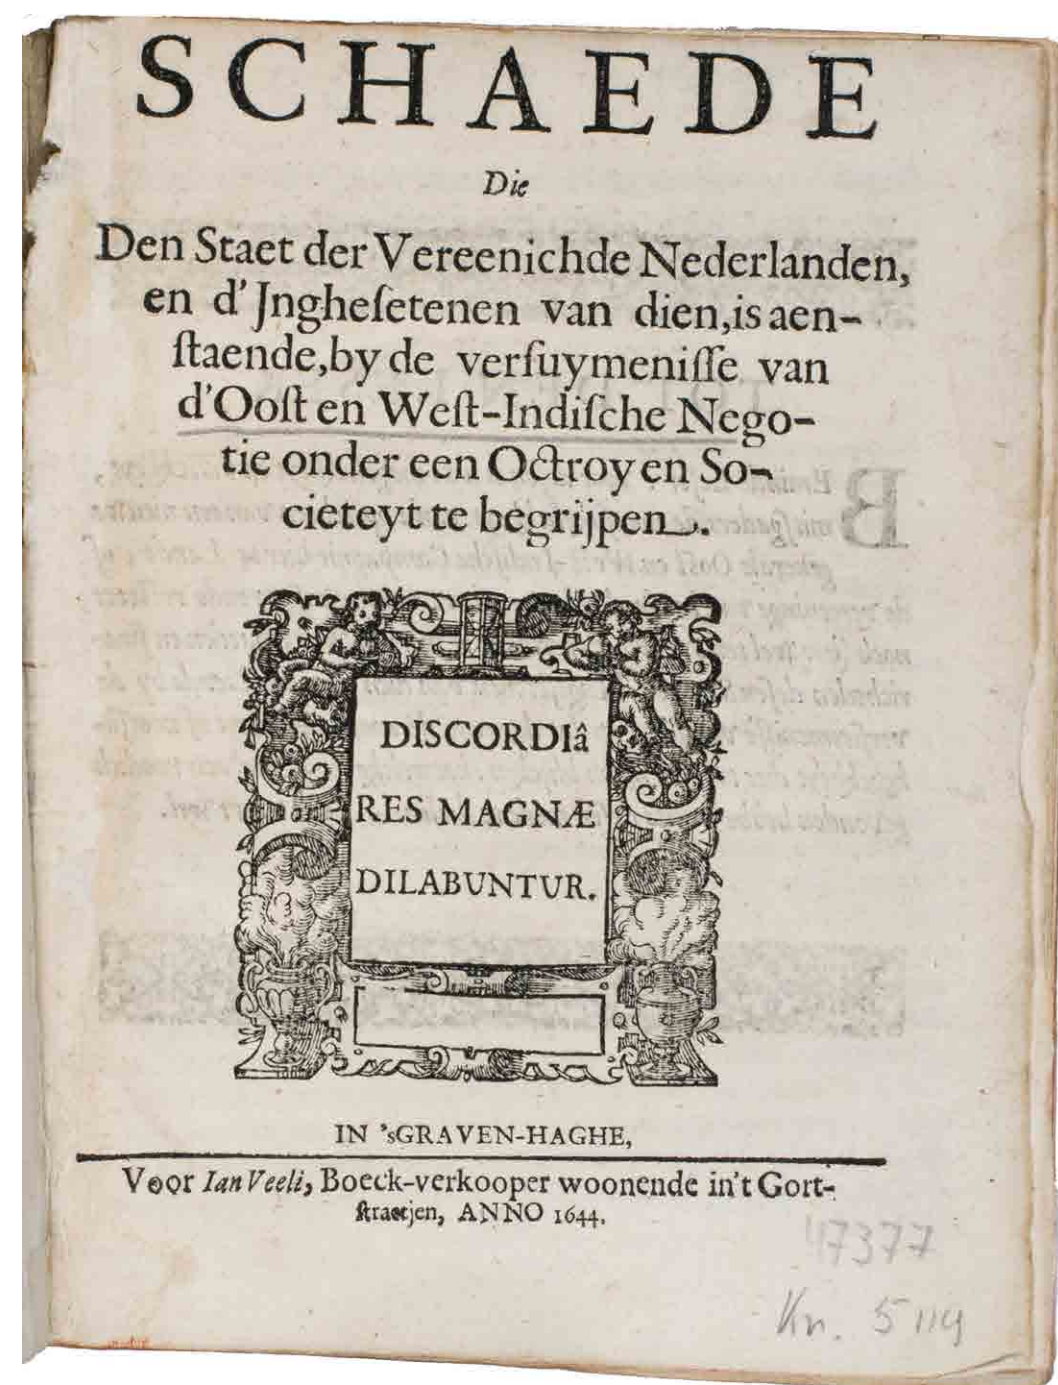 SCHAEDE
Die
Den Staet der Vereenichde Nederlanden,
en d'Jngheſetenen van dien, is aen-
ſtaende, by de verſuymeniſſe van
d'Ooſt en Weſt-Indiſche Nego-
tie onder een Octroy en So-
cieteyt te begrijpen.
DISCORDIâ
RES MAGNÆ
DILABUNTUR.
IN 'sGRAVEN-HAGHE,
Voor Ian Veeli, Boeck-verkooper woonende in't Gort-
ſtraetjen, ANNO 1644.
47377
Kn. 5114